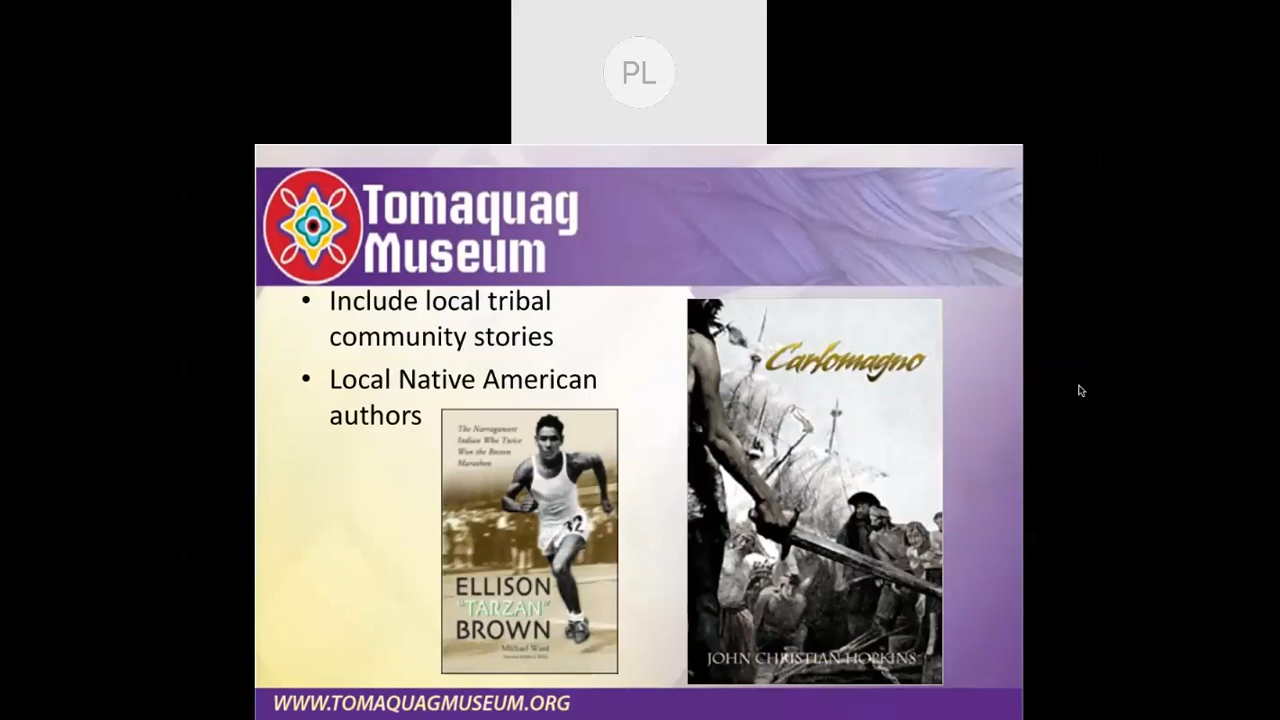 PL
Tomaquag
Museum
• Include local tribal
community stories
• Local Native American
authors
The Narragansett
Indian Who Twice
Won the Boston
Marathon
32
ELLISON
"TARZAN"
BROWN
Michael Ward
Carlomagno
JOHN CHRISTIAN HOPKINS
WWW.TOMAQUAGMUSEUM.ORG